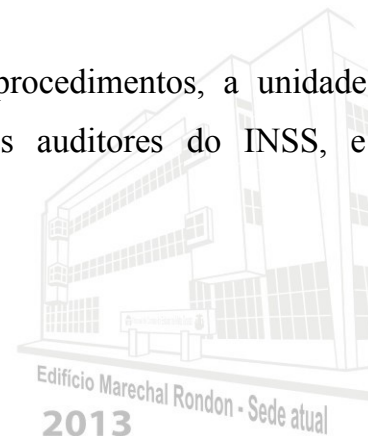 procedimentos, a unidade
s auditores do INSS, e
Edifício Marechal Rondon - Sede atual
2013